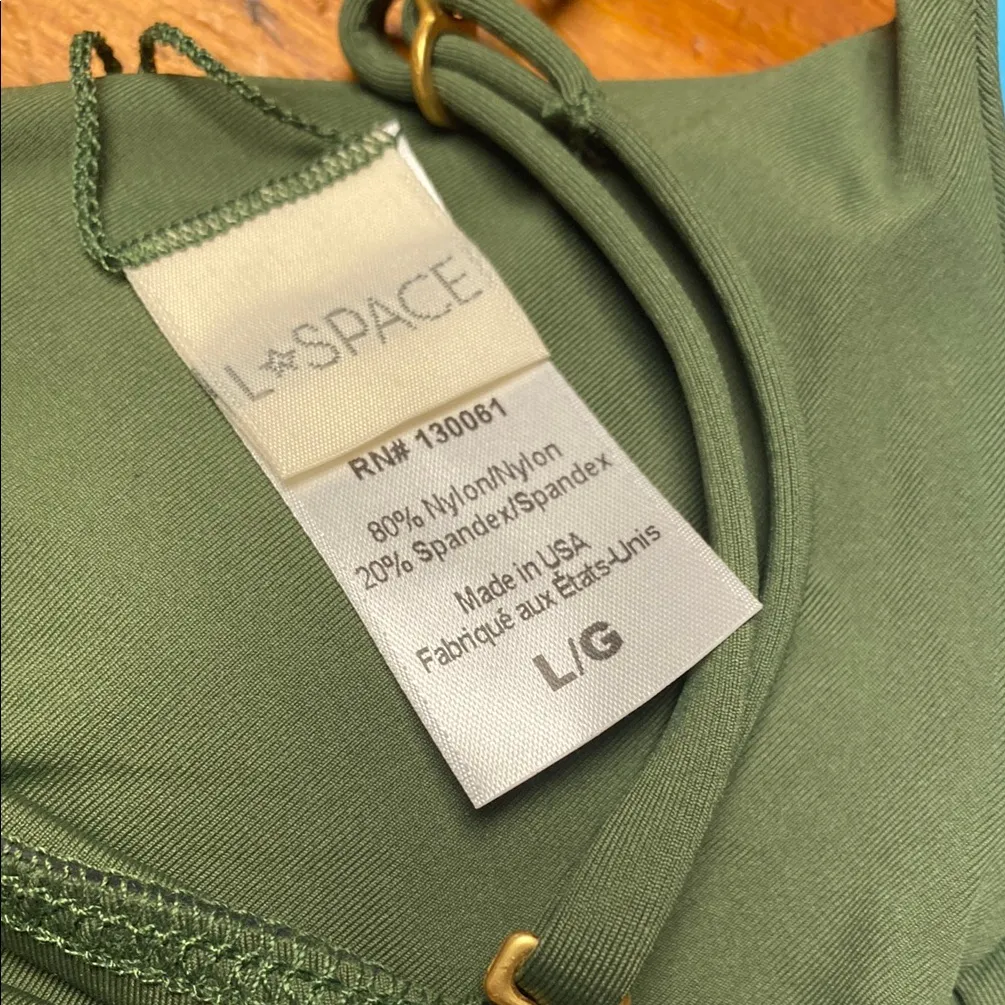 L☆SPACE
RN# 130061
80% Nylon/Nylon
20% Spandex/Spandex
Made in USA
Fabriqué aux États-Unis
L/G